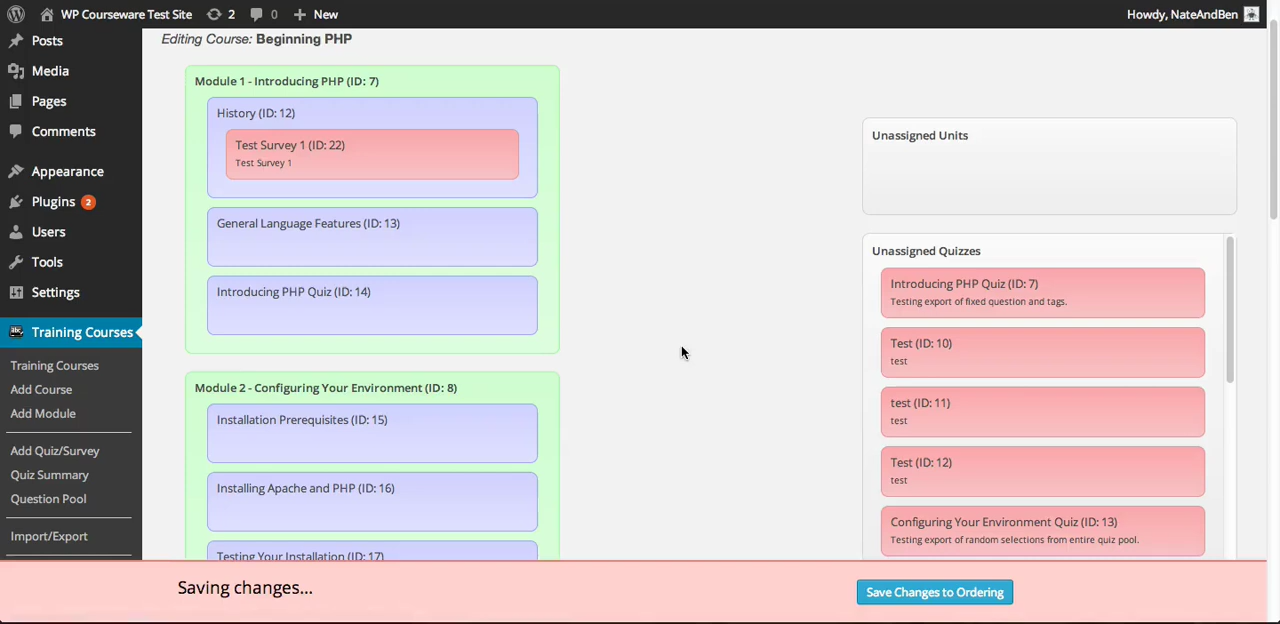 WP Courseware Test Site 2 0 New Howdy, NateAndBen
Posts
Media
Pages
Comments
Appearance
Plugins 2
Users
Tools
Settings
Training Courses
Training Courses
Add Course
Add Module
Add Quiz/Survey
Quiz Summary
Question Pool
Import/Export
Editing Course: Beginning PHP
Module 1 - Introducing PHP (ID: 7)
History (ID: 12)
Test Survey 1 (ID: 22)
Test Survey 1
General Language Features (ID: 13)
Introducing PHP Quiz (ID: 14)
Module 2 - Configuring Your Environment (ID: 8)
Installation Prerequisites (ID: 15)
Installing Apache and PHP (ID: 16)
Testing Your Installation (ID: 17)
Unassigned Units
Unassigned Quizzes
Introducing PHP Quiz (ID: 7)
Testing export of fixed question and tags.
Test (ID: 10)
test
test (ID: 11)
test
Test (ID: 12)
test
Configuring Your Environment Quiz (ID: 13)
Testing export of random selections from entire quiz pool.
Saving changes...
Save Changes to Ordering